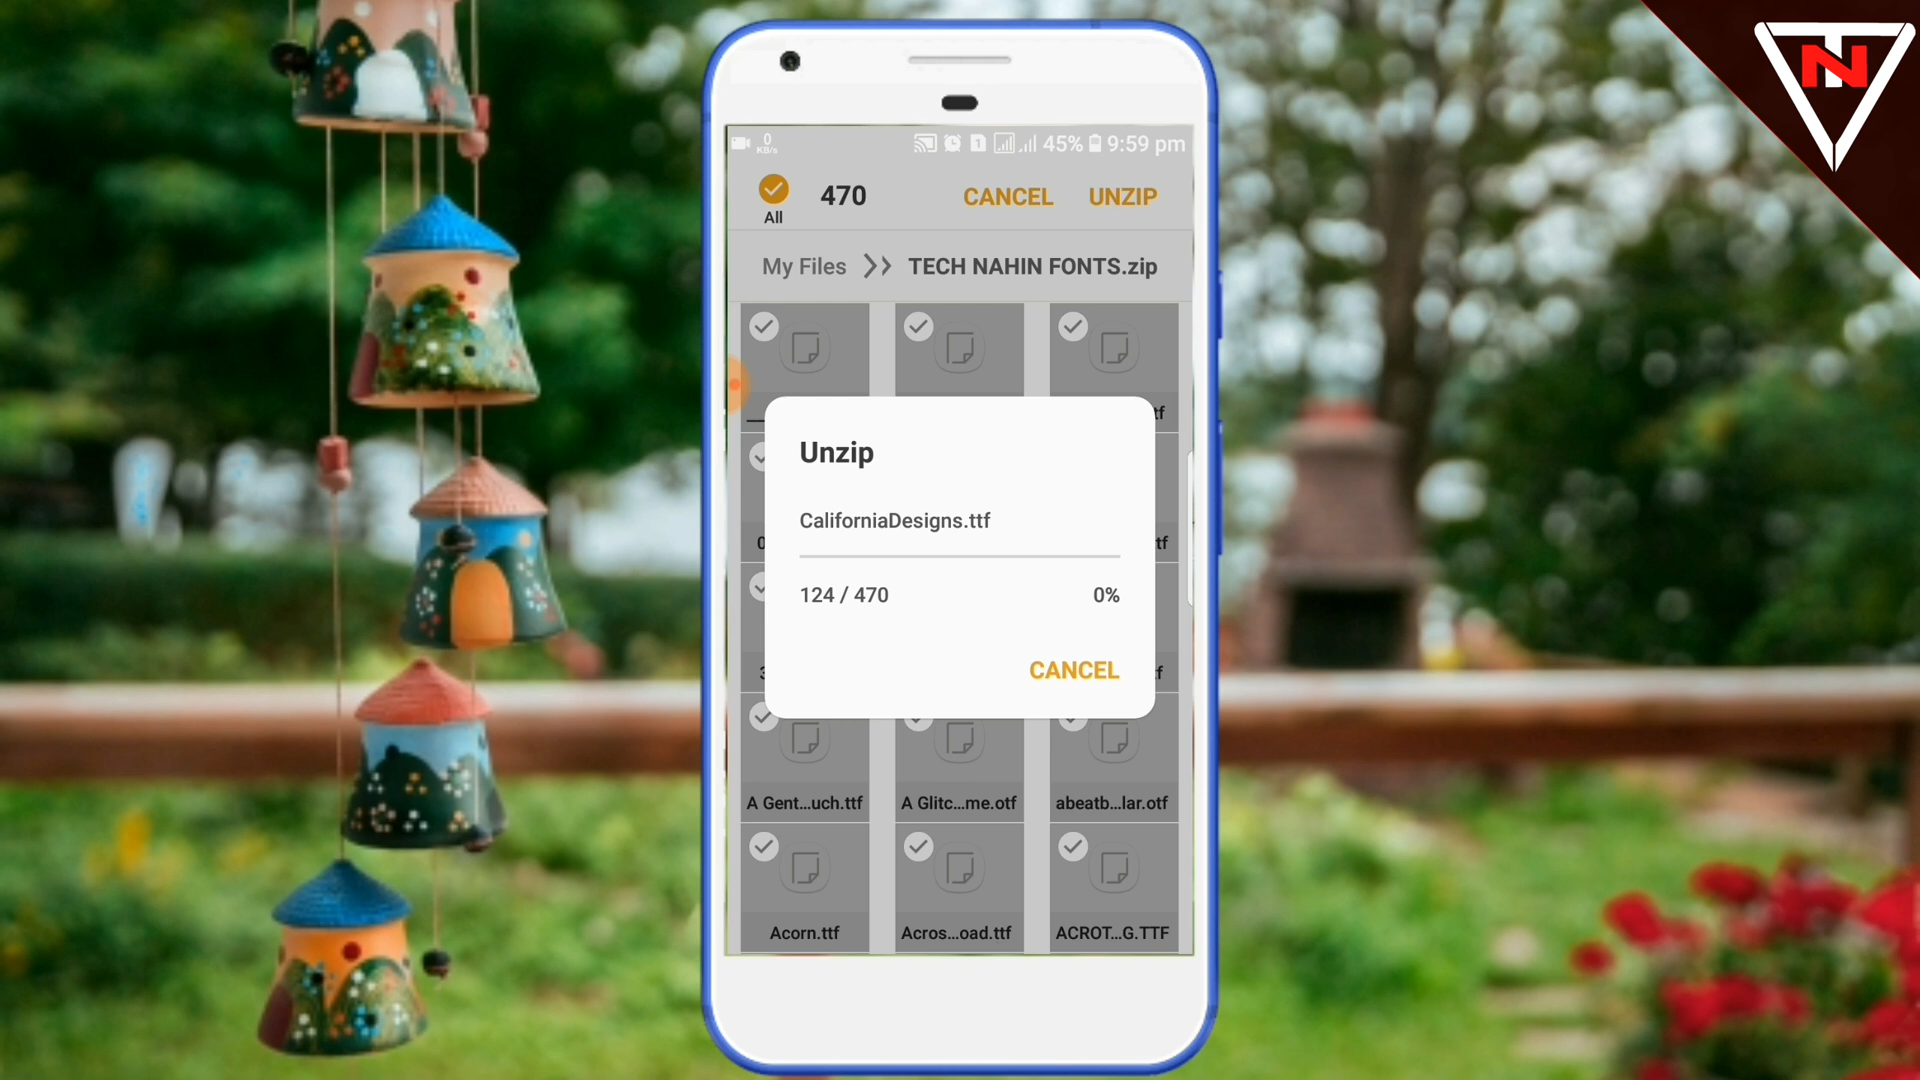 N
0
KB/s
1
45%
9:59 pm
All
470
CANCEL
UNZIP
My Files
TECH NAHIN FONTS.zip
tf
Unzip
CaliforniaDesigns.ttf
124 / 470
0%
CANCEL
A Gent...uch.ttf
A Glitc...me.otf
abeatb...lar.otf
Acorn.ttf
Acros...oad.ttf
ACROT...G.TTF